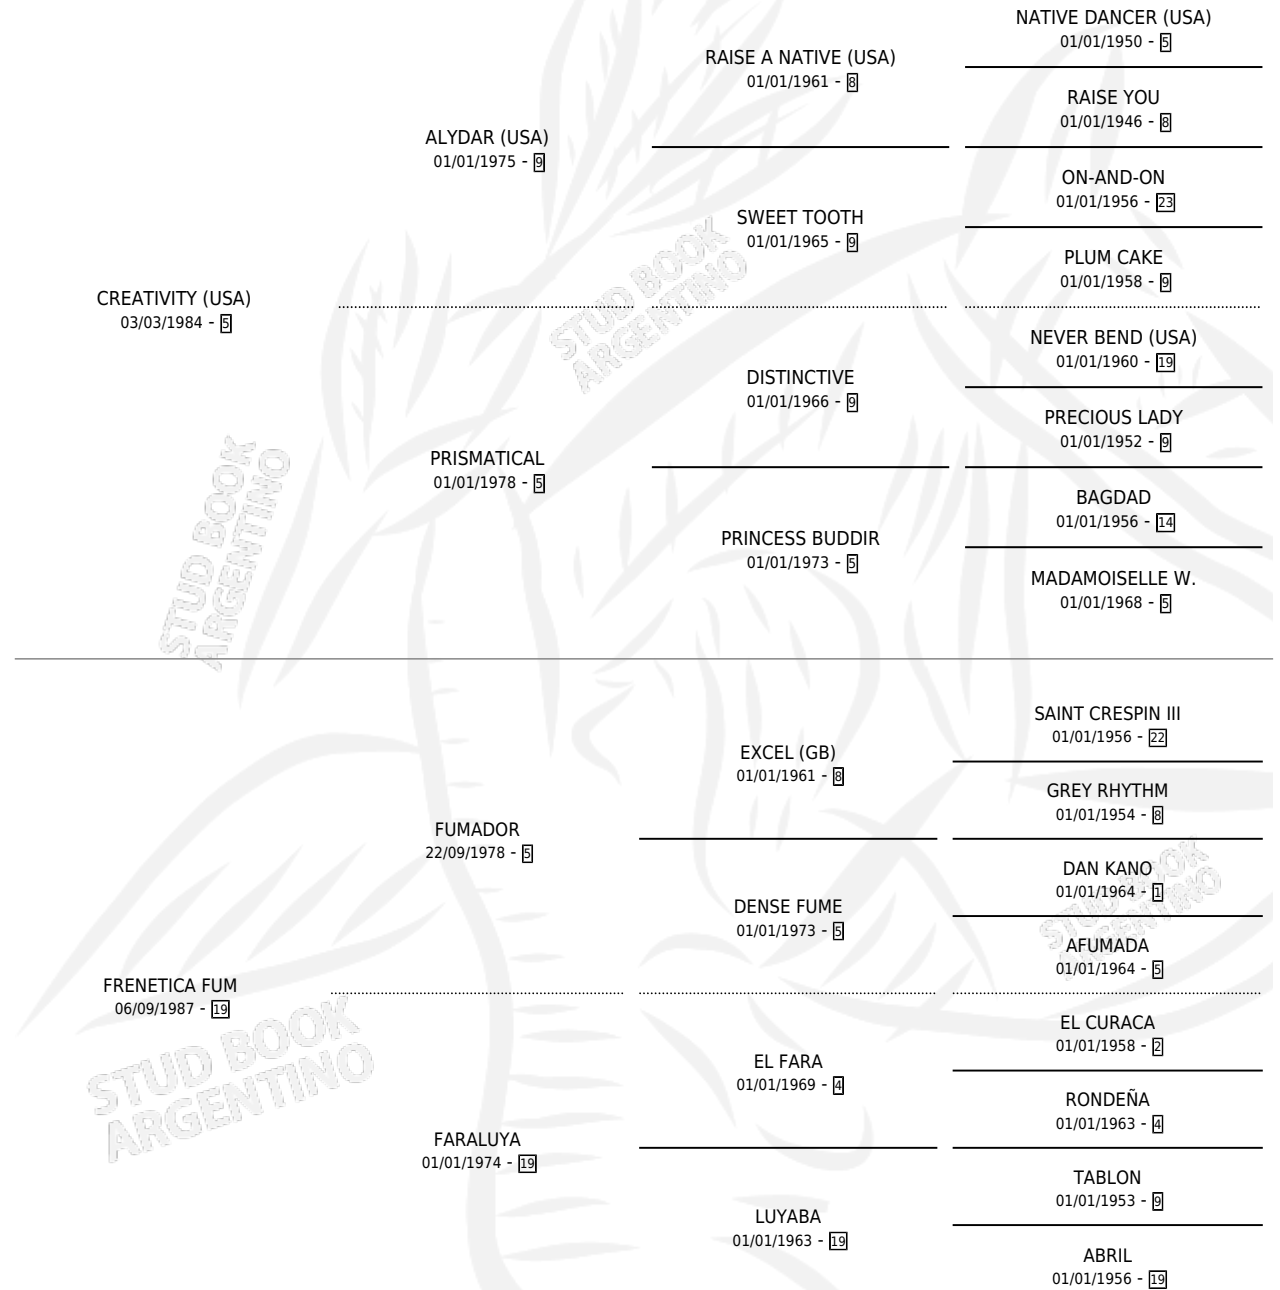 NATIVE DANCER (USA)
01/01/1950 - 5
RAISE A NATIVE (USA)
01/01/1961 - 8
RAISE YOU
01/01/1946 - 8
ALYDAR (USA)
01/01/1975 - 9
ON-AND-ON
01/01/1956 - 23
SWEET TOOTH
01/01/1965 - 9
PLUM CAKE
01/01/1958 - 9
CREATIVITY (USA)
03/03/1984 - 5
NEVER BEND (USA)
01/01/1960 - 19
DISTINCTIVE
01/01/1966 - 9
PRECIOUS LADY
01/01/1952 - 9
PRISMATICAL
01/01/1978 - 5
BAGDAD
01/01/1956 - 14
PRINCESS BUDDIR
01/01/1973 - 5
MADAMOISELLE W.
01/01/1968 - 5
SAINT CRESPIN III
01/01/1956 - 22
EXCEL (GB)
01/01/1961 - 8
GREY RHYTHM
01/01/1954 - 8
FUMADOR
22/09/1978 - 5
DAN KANO
01/01/1964 - 1
DENSE FUME
01/01/1973 - 5
AFUMADA
01/01/1964 - 5
FRENETICA FUM
06/09/1987 - 19
EL CURACA
01/01/1958 - 2
EL FARA
01/01/1969 - 4
RONDEÑA
01/01/1963 - 4
FARALUYA
01/01/1974 - 19
TABLON
01/01/1953 - 9
LUYABA
01/01/1963 - 19
ABRIL
01/01/1956 - 19
STUD BOOK
ARGENTINO
STUD BOOK
ARGENTINO
STUD BOOK
ARGENTINO
STUD BOOK
ARGENTINO